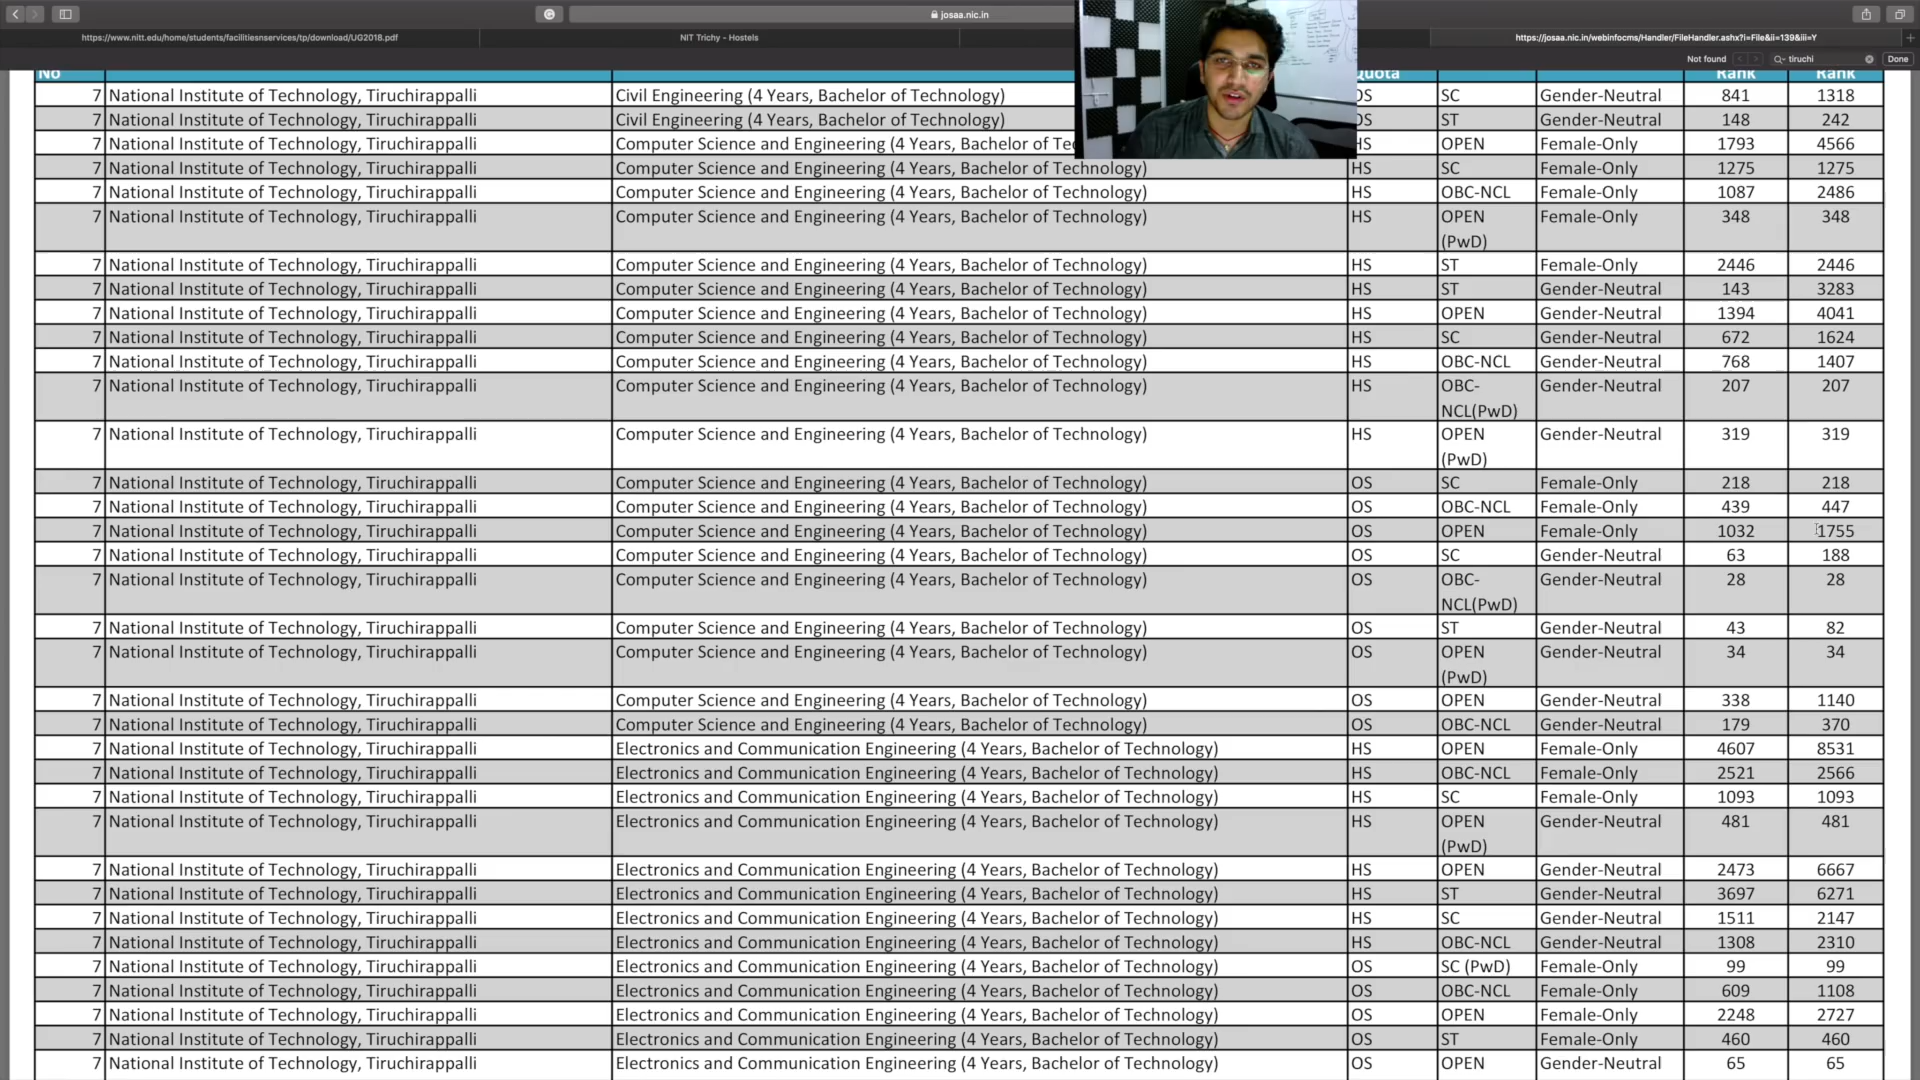 josaa.nic.in
https://www.nitt.edu/home/students/facilitiesnservices/tp/download/UG2018.pdf NIT Trichy - Hostels https://josaa.nic.in/webinfocms/Handler/FileHandler.ashx?i=File&ii=139&iii=Y
Not found tiruchi Done
No Quota Rank Rank
7 National Institute of Technology, Tiruchirappalli Civil Engineering (4 Years, Bachelor of Technology) OS SC Gender-Neutral 841 1318
7 National Institute of Technology, Tiruchirappalli Civil Engineering (4 Years, Bachelor of Technology) OS ST Gender-Neutral 148 242
7 National Institute of Technology, Tiruchirappalli Computer Science and Engineering (4 Years, Bachelor of HS OPEN Female-Only 1793 4566
7 National Institute of Technology, Tiruchirappalli Computer Science and Engineering (4 Years, Bachelor of Technology) HS SC Female-Only 1275 1275
7 National Institute of Technology, Tiruchirappalli Computer Science and Engineering (4 Years, Bachelor of Technology) HS OBC-NCL Female-Only 1087 2486
7 National Institute of Technology, Tiruchirappalli Computer Science and Engineering (4 Years, Bachelor of Technology) HS OPEN Female-Only 348 348
(PwD)
7 National Institute of Technology, Tiruchirappalli Computer Science and Engineering (4 Years, Bachelor of Technology) HS ST Female-Only 2446 2446
7 National Institute of Technology, Tiruchirappalli Computer Science and Engineering (4 Years, Bachelor of Technology) HS ST Gender-Neutral 143 3283
7 National Institute of Technology, Tiruchirappalli Computer Science and Engineering (4 Years, Bachelor of Technology) HS OPEN Gender-Neutral 1394 4041
7 National Institute of Technology, Tiruchirappalli Computer Science and Engineering (4 Years, Bachelor of Technology) HS SC Gender-Neutral 672 1624
7 National Institute of Technology, Tiruchirappalli Computer Science and Engineering (4 Years, Bachelor of Technology) HS OBC-NCL Gender-Neutral 768 1407
7 National Institute of Technology, Tiruchirappalli Computer Science and Engineering (4 Years, Bachelor of Technology) HS OBC- Gender-Neutral 207 207
NCL(PwD)
7 National Institute of Technology, Tiruchirappalli Computer Science and Engineering (4 Years, Bachelor of Technology) HS OPEN Gender-Neutral 319 319
(PwD)
7 National Institute of Technology, Tiruchirappalli Computer Science and Engineering (4 Years, Bachelor of Technology) OS SC Female-Only 218 218
7 National Institute of Technology, Tiruchirappalli Computer Science and Engineering (4 Years, Bachelor of Technology) OS OBC-NCL Female-Only 439 447
7 National Institute of Technology, Tiruchirappalli Computer Science and Engineering (4 Years, Bachelor of Technology) OS OPEN Female-Only 1032 1755
7 National Institute of Technology, Tiruchirappalli Computer Science and Engineering (4 Years, Bachelor of Technology) OS SC Gender-Neutral 63 188
7 National Institute of Technology, Tiruchirappalli Computer Science and Engineering (4 Years, Bachelor of Technology) OS OBC- Gender-Neutral 28 28
NCL(PwD)
7 National Institute of Technology, Tiruchirappalli Computer Science and Engineering (4 Years, Bachelor of Technology) OS ST Gender-Neutral 43 82
7 National Institute of Technology, Tiruchirappalli Computer Science and Engineering (4 Years, Bachelor of Technology) OS OPEN Gender-Neutral 34 34
(PwD)
7 National Institute of Technology, Tiruchirappalli Computer Science and Engineering (4 Years, Bachelor of Technology) OS OPEN Gender-Neutral 338 1140
7 National Institute of Technology, Tiruchirappalli Computer Science and Engineering (4 Years, Bachelor of Technology) OS OBC-NCL Gender-Neutral 179 370
7 National Institute of Technology, Tiruchirappalli Electronics and Communication Engineering (4 Years, Bachelor of Technology) HS OPEN Female-Only 4607 8531
7 National Institute of Technology, Tiruchirappalli Electronics and Communication Engineering (4 Years, Bachelor of Technology) HS OBC-NCL Female-Only 2521 2566
7 National Institute of Technology, Tiruchirappalli Electronics and Communication Engineering (4 Years, Bachelor of Technology) HS SC Female-Only 1093 1093
7 National Institute of Technology, Tiruchirappalli Electronics and Communication Engineering (4 Years, Bachelor of Technology) HS OPEN Gender-Neutral 481 481
(PwD)
7 National Institute of Technology, Tiruchirappalli Electronics and Communication Engineering (4 Years, Bachelor of Technology) HS OPEN Gender-Neutral 2473 6667
7 National Institute of Technology, Tiruchirappalli Electronics and Communication Engineering (4 Years, Bachelor of Technology) HS ST Gender-Neutral 3697 6271
7 National Institute of Technology, Tiruchirappalli Electronics and Communication Engineering (4 Years, Bachelor of Technology) HS SC Gender-Neutral 1511 2147
7 National Institute of Technology, Tiruchirappalli Electronics and Communication Engineering (4 Years, Bachelor of Technology) HS OBC-NCL Gender-Neutral 1308 2310
7 National Institute of Technology, Tiruchirappalli Electronics and Communication Engineering (4 Years, Bachelor of Technology) OS SC (PwD) Female-Only 99 99
7 National Institute of Technology, Tiruchirappalli Electronics and Communication Engineering (4 Years, Bachelor of Technology) OS OBC-NCL Female-Only 609 1108
7 National Institute of Technology, Tiruchirappalli Electronics and Communication Engineering (4 Years, Bachelor of Technology) OS OPEN Female-Only 2248 2727
7 National Institute of Technology, Tiruchirappalli Electronics and Communication Engineering (4 Years, Bachelor of Technology) OS ST Female-Only 460 460
7 National Institute of Technology, Tiruchirappalli Electronics and Communication Engineering (4 Years, Bachelor of Technology) OS OPEN Gender-Neutral 65 65